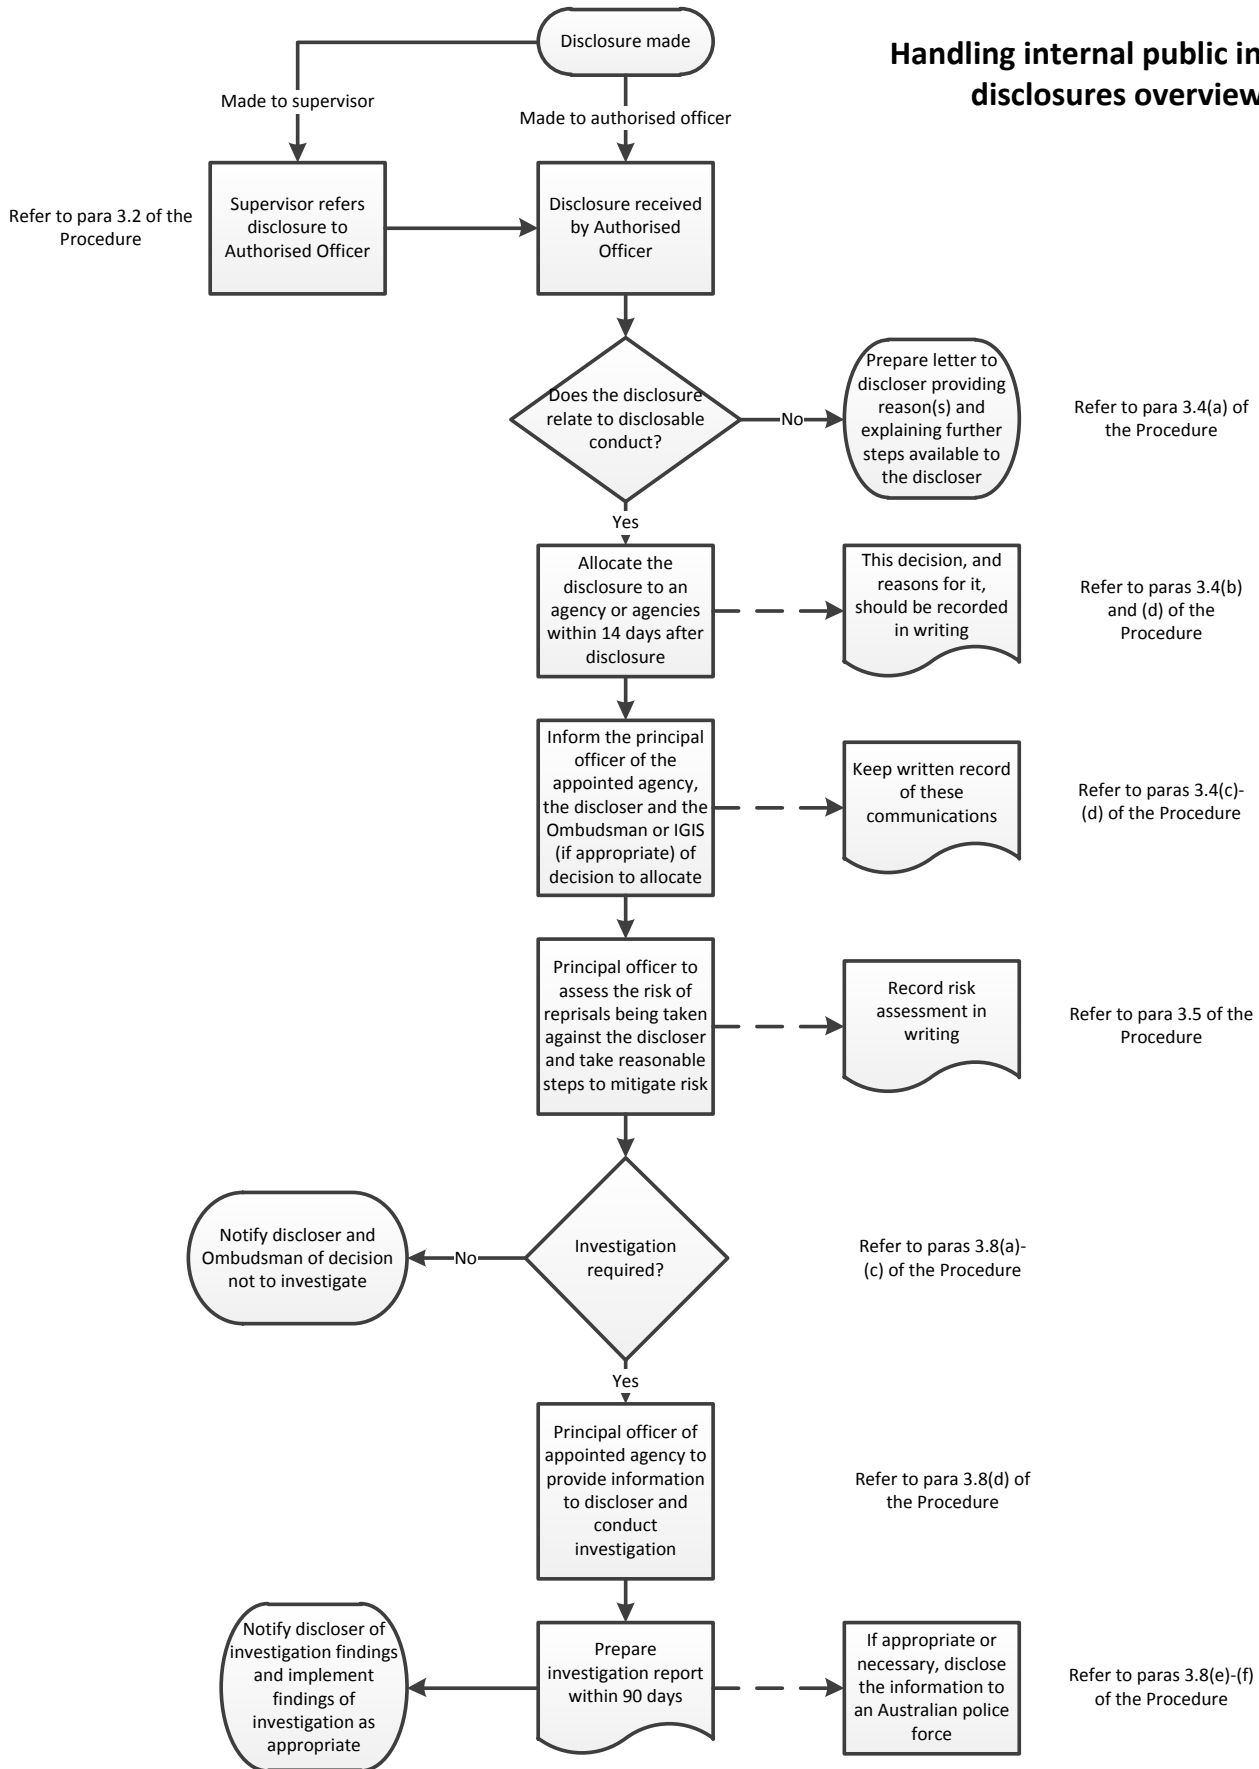 Handling internal public in
disclosures overview
Disclosure made
Made to supervisor
Made to authorised officer
Refer to para 3.2 of the
Procedure
Supervisor refers
disclosure to
Authorised Officer
Disclosure received
by Authorised
Officer
Does the disclosure
relate to disclosable
conduct?
No
Prepare letter to
discloser providing
reason(s) and
explaining further
steps available to
the discloser
Refer to para 3.4(a) of
the Procedure
Yes
Allocate the
disclosure to an
agency or agencies
within 14 days after
disclosure
This decision, and
reasons for it,
should be recorded
in writing
Refer to paras 3.4(b)
and (d) of the
Procedure
Inform the principal
officer of the
appointed agency,
the discloser and the
Ombudsman or IGIS
(if appropriate) of
decision to allocate
Keep written record
of these
communications
Refer to paras 3.4(c)-
(d) of the Procedure
Principal officer to
assess the risk of
reprisals being taken
against the discloser
and take reasonable
steps to mitigate risk
Record risk
assessment in
writing
Refer to para 3.5 of the
Procedure
Notify discloser and
Ombudsman of decision
not to investigate
No
Investigation
required?
Refer to paras 3.8(a)-
(c) of the Procedure
Yes
Principal officer of
appointed agency to
provide information
to discloser and
conduct
investigation
Refer to para 3.8(d) of
the Procedure
Notify discloser of
investigation findings
and implement
findings of
investigation as
appropriate
Prepare
investigation report
within 90 days
If appropriate or
necessary, disclose
the information to
an Australian police
force
Refer to paras 3.8(e)-(f)
of the Procedure